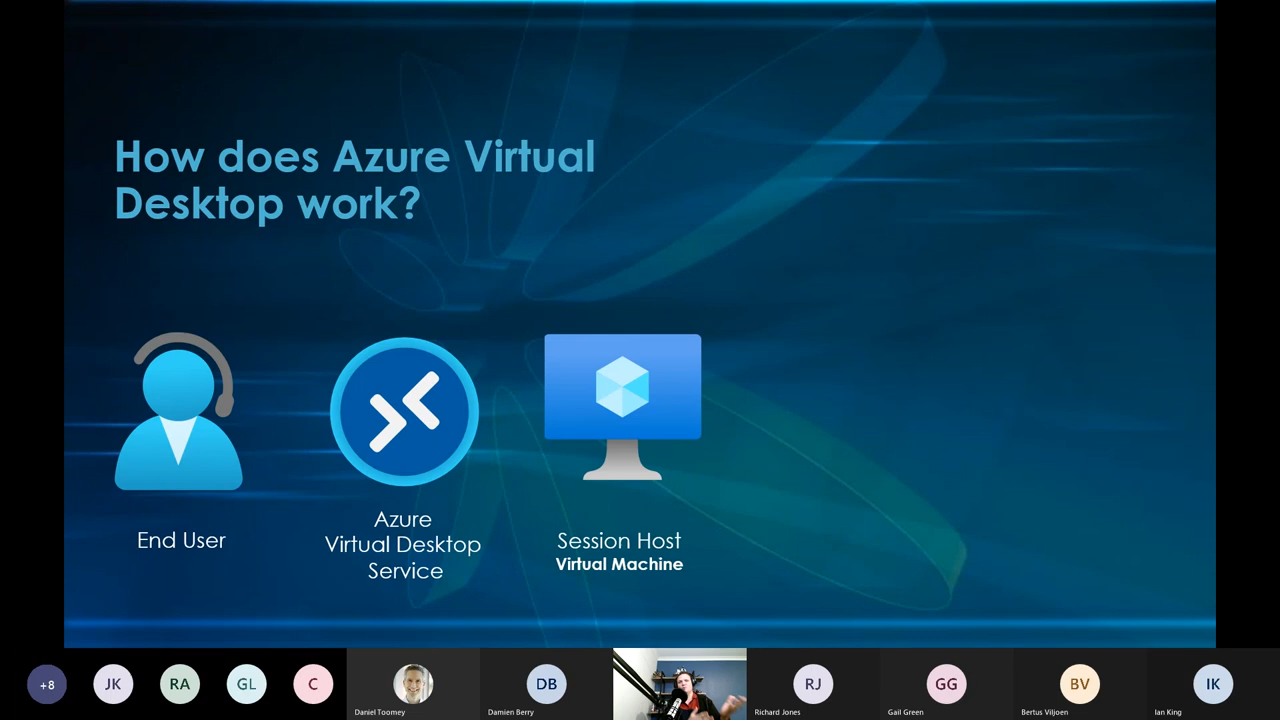 How does Azure Virtual
Desktop work?
End User
Azure
Virtual Desktop
Service
Session Host
Virtual Machine
+8
JK
RA
GL
C
Daniel Toomey
DB
Damien Berry
RJ
Richard Jones
GG
Gail Green
BV
Bertus Viljoen
IK
Ian King